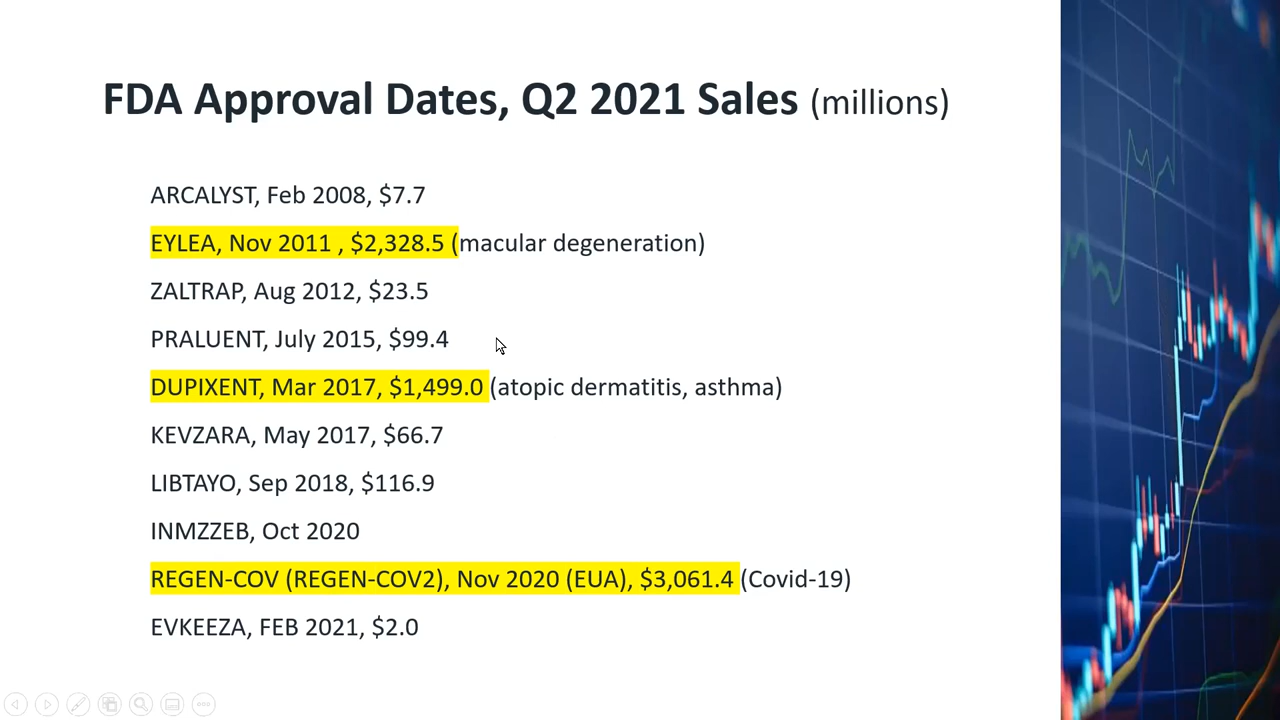 FDA Approval Dates, Q2 2021 Sales (millions)
ARCALYST, Feb 2008, $7.7
EYLEA, Nov 2011 , $2,328.5 (macular degeneration)
ZALTRAP, Aug 2012, $23.5
PRALUENT, July 2015, $99.4
DUPIXENT, Mar 2017, $1,499.0 (atopic dermatitis, asthma)
KEVZARA, May 2017, $66.7
LIBTAYO, Sep 2018, $116.9
INMZZEB, Oct 2020
REGEN-COV (REGEN-COV2), Nov 2020 (EUA), $3,061.4 (Covid-19)
EVKEEZA, FEB 2021, $2.0